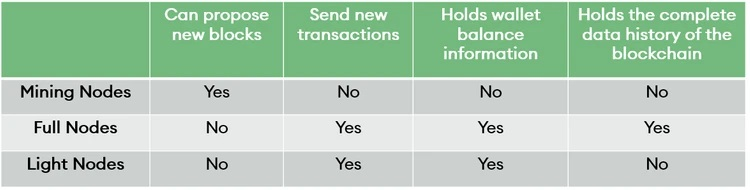 Can propose new blocks
Send new transactions
Holds wallet balance information
Holds the complete data history of the blockchain
Mining Nodes Yes No No No
Full Nodes No Yes Yes Yes
Light Nodes No Yes Yes No